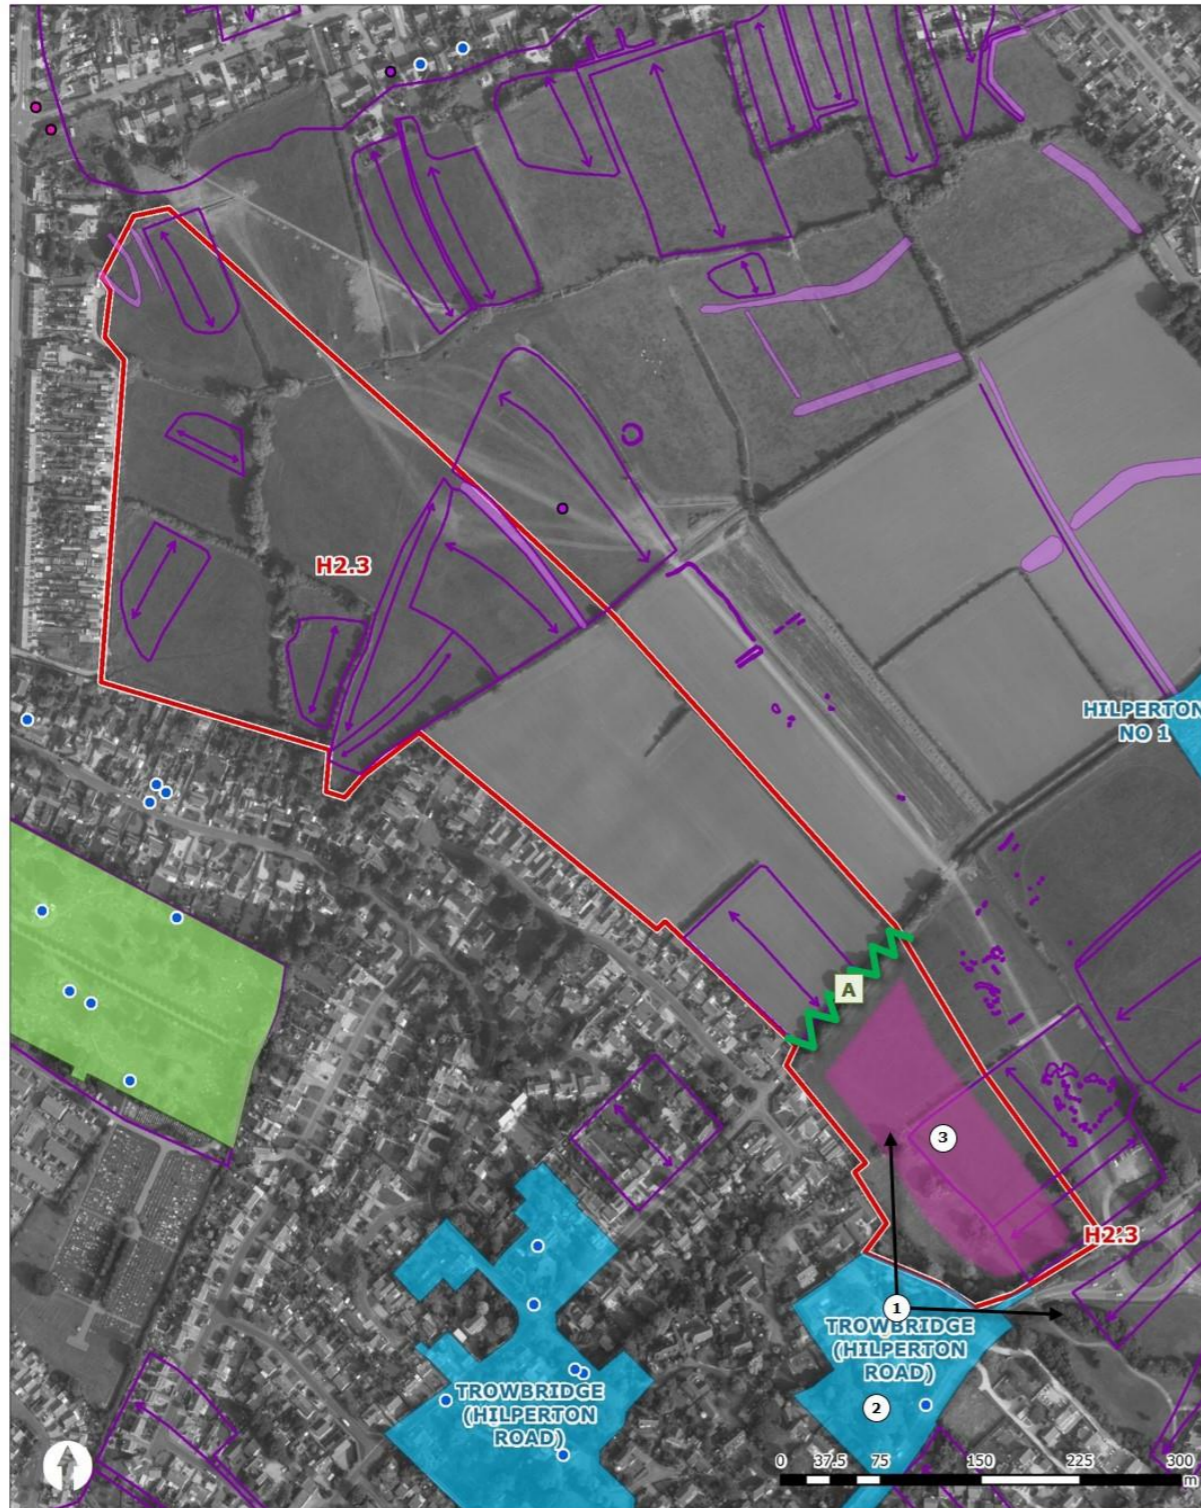 H2.3
HILPERTON
NO 1
A
3
H2.3
1
TROWBRIDGE
(HILPERTON
ROAD)
2
TROWBRIDGE
(HILPERTON
ROAD)
0 37.5 75 150 225 300
m